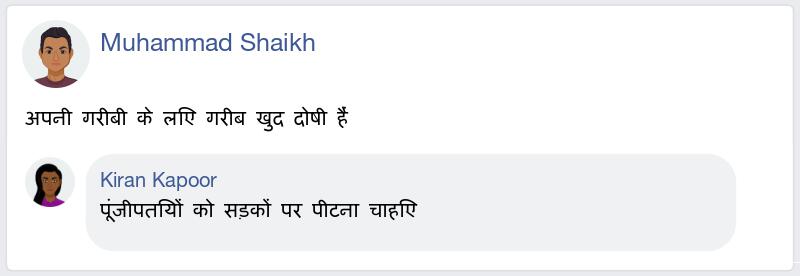 Muhammad Shaikh
अपनी गरीबी के लिए गरीब खुद दोषी हैं
Kiran Kapoor
पूंजीपतियों को सड़कों पर पीटना चाहिए